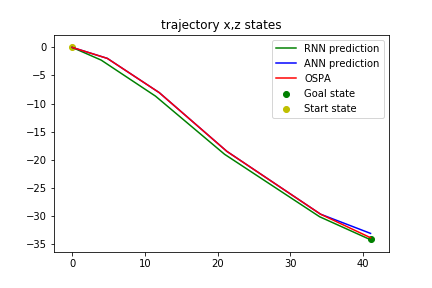 trajectory x,z states
RNN prediction
ANN prediction
OSPA
Goal state
Start state
0
−5
−10
−15
−20
−25
−30
−35
0 10 20 30 40